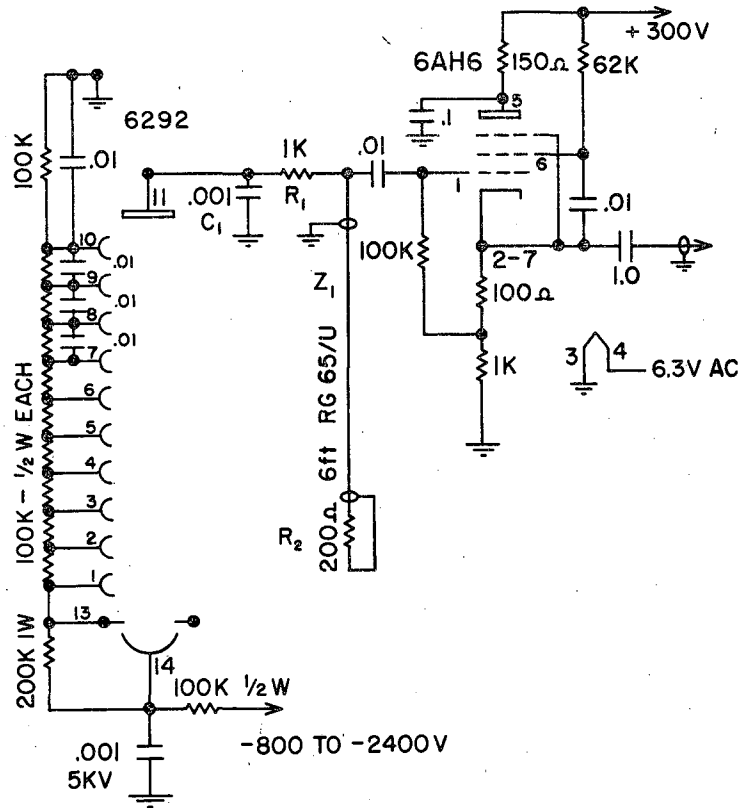 +300V
6AH6
150Ω
62K
6292
.1
5
100K
.01
1K
.01
6
11
.001
C₁
R₁
1
.01
10
.01
9
.01
8
.01
7
100K
2-7
1.0
Z₁
100Ω
6
3
4
6.3V AC
1K
5
4
3
2
1
100K - ½ W EACH
6ft RG 65/U
R₂
200Ω
13
200K 1W
14
100K ½ W
-800 TO -2400V
.001
5KV